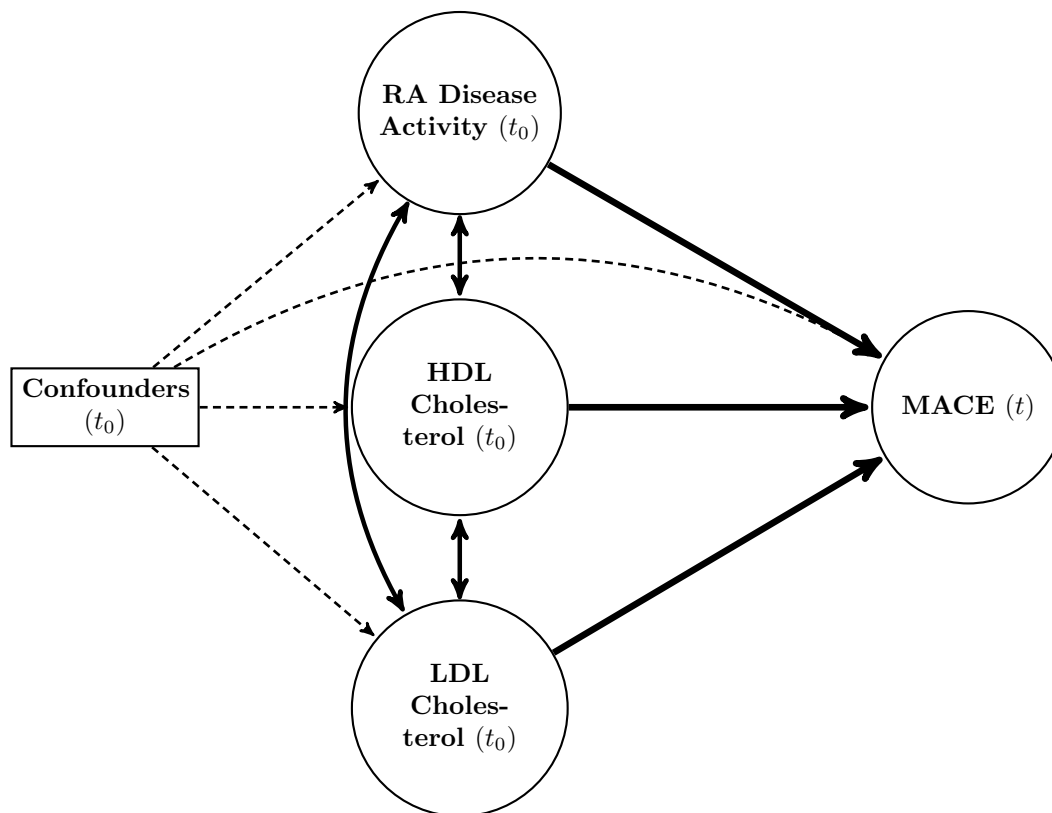 RA Disease
Activity (t₀)
Confounders
(t₀)
HDL
Choles-
terol (t₀)
MACE (t)
LDL
Choles-
terol (t₀)